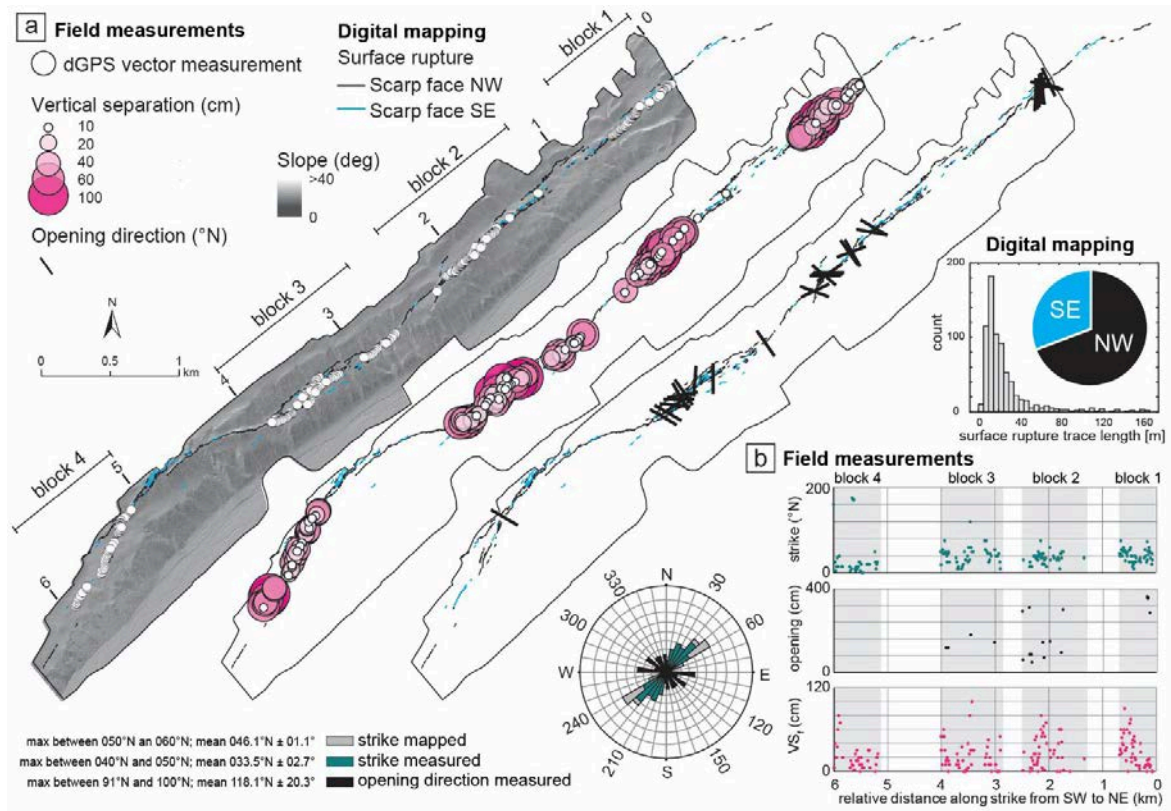 a Field measurements
dGPS vector measurement
Vertical separation (cm)
10
20
40
60
100
Opening direction (°N)
N
0 0.5 1
km
Digital mapping
Surface rupture
Scarp face NW
Scarp face SE
Slope (deg)
>40
0
block 1
block 2
block 3
block 4
0
1
2
3
4
5
6
Digital mapping
200
100
0
count
SE
NW
0 40 80 120 160
surface rupture trace length [m]
N
30
60
E
120
150
S
210
240
W
300
330
max between 050°N an 060°N; mean 046.1°N ± 01.1° strike mapped
max between 040°N and 050°N; mean 033.5°N ± 02.7° strike measured
max between 91°N and 100°N; mean 118.1°N ± 20.3° opening direction measured
b Field measurements
block 4 block 3 block 2 block 1
200
0
strike (°N)
400
0
opening (cm)
120
0
(cm)
6 5 4 3 2 1 0
relative distance along strike from SW to NE (km)